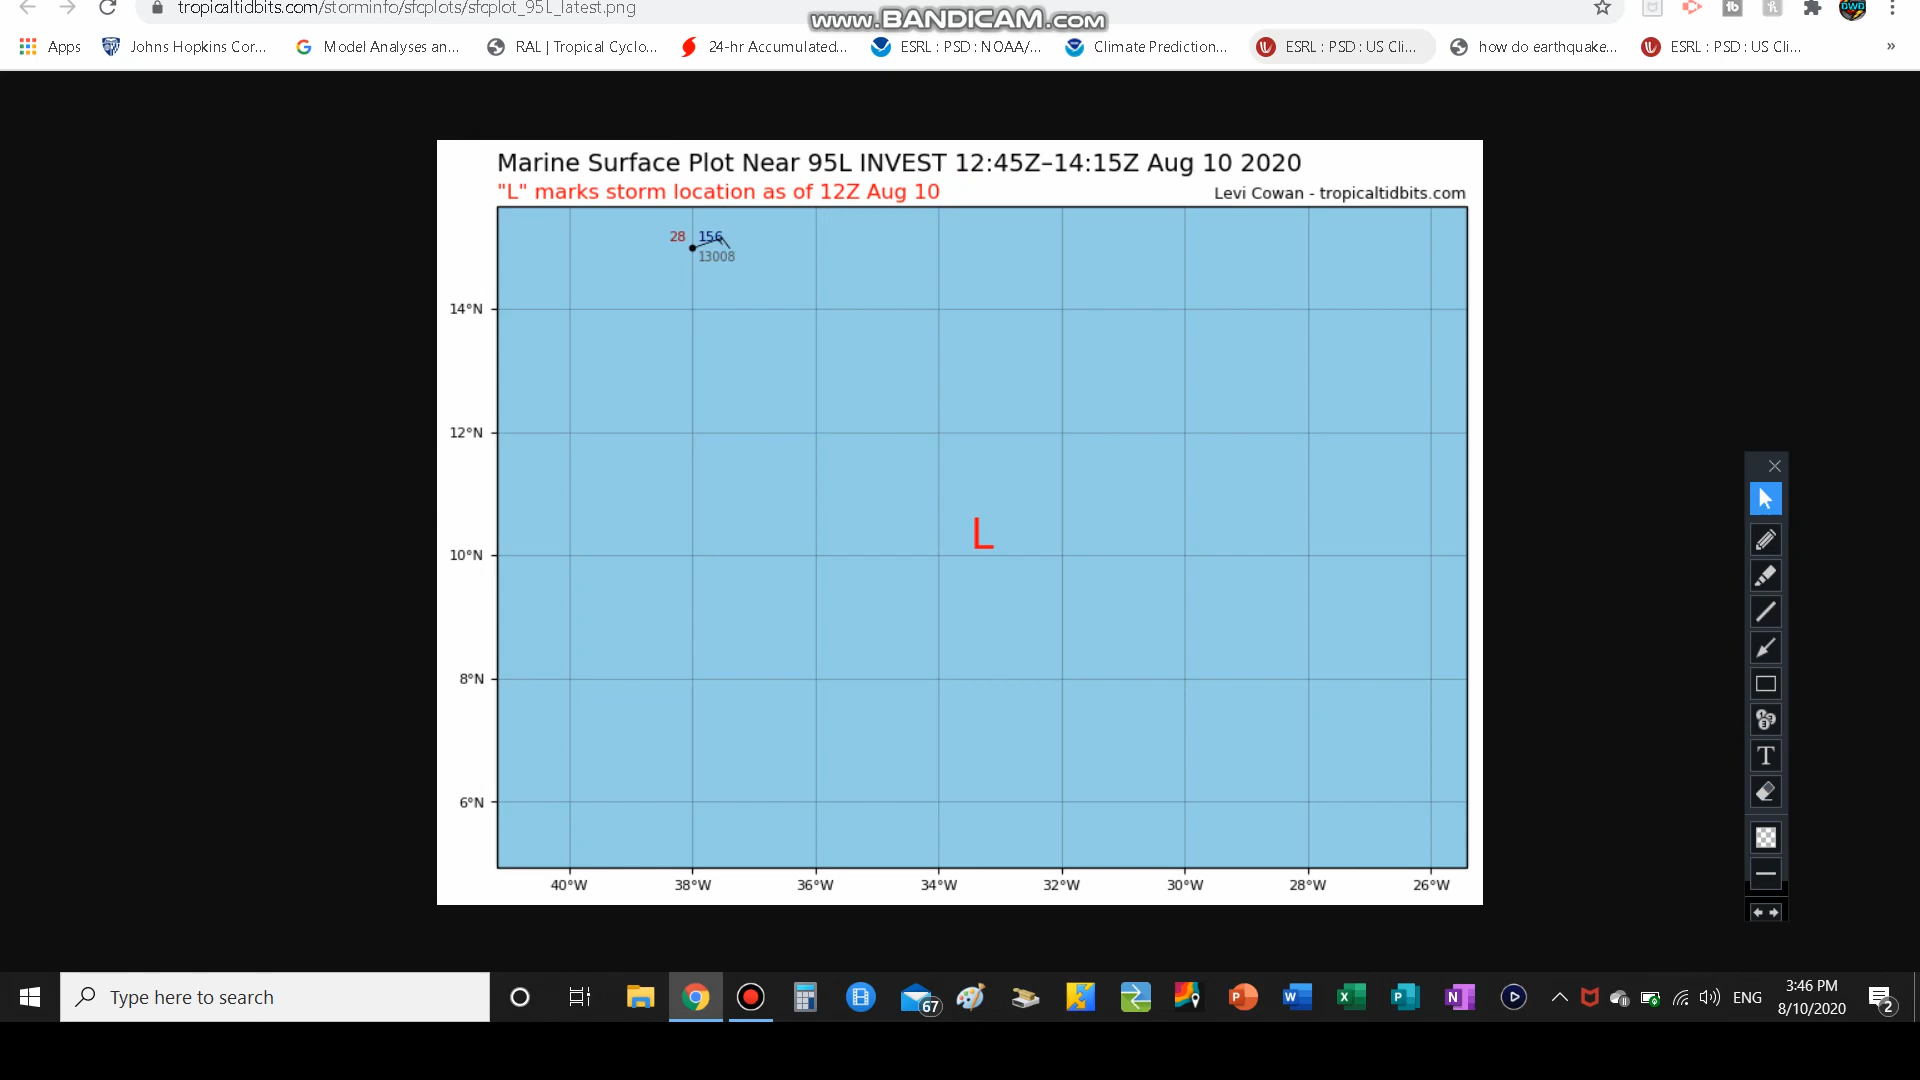 tropicaltidbits.com/storminfo/sfcplots/sfcplot_95L_latest.png
www.BANDICAM.com
Apps
Johns Hopkins Cor...
Model Analyses an...
RAL | Tropical Cyclo...
24-hr Accumulated...
ESRL : PSD : NOAA/...
Climate Prediction...
ESRL : PSD : US Cli...
how do earthquake...
ESRL : PSD : US Cli...
»
Marine Surface Plot Near 95L INVEST 12:45Z–14:15Z Aug 10 2020
"L" marks storm location as of 12Z Aug 10
Levi Cowan - tropicaltidbits.com
28
156
13008
14°N
12°N
L
10°N
8°N
6°N
40°W 38°W 36°W 34°W 32°W 30°W 28°W 26°W
T
Type here to search
67
ENG
3:46 PM
8/10/2020
2